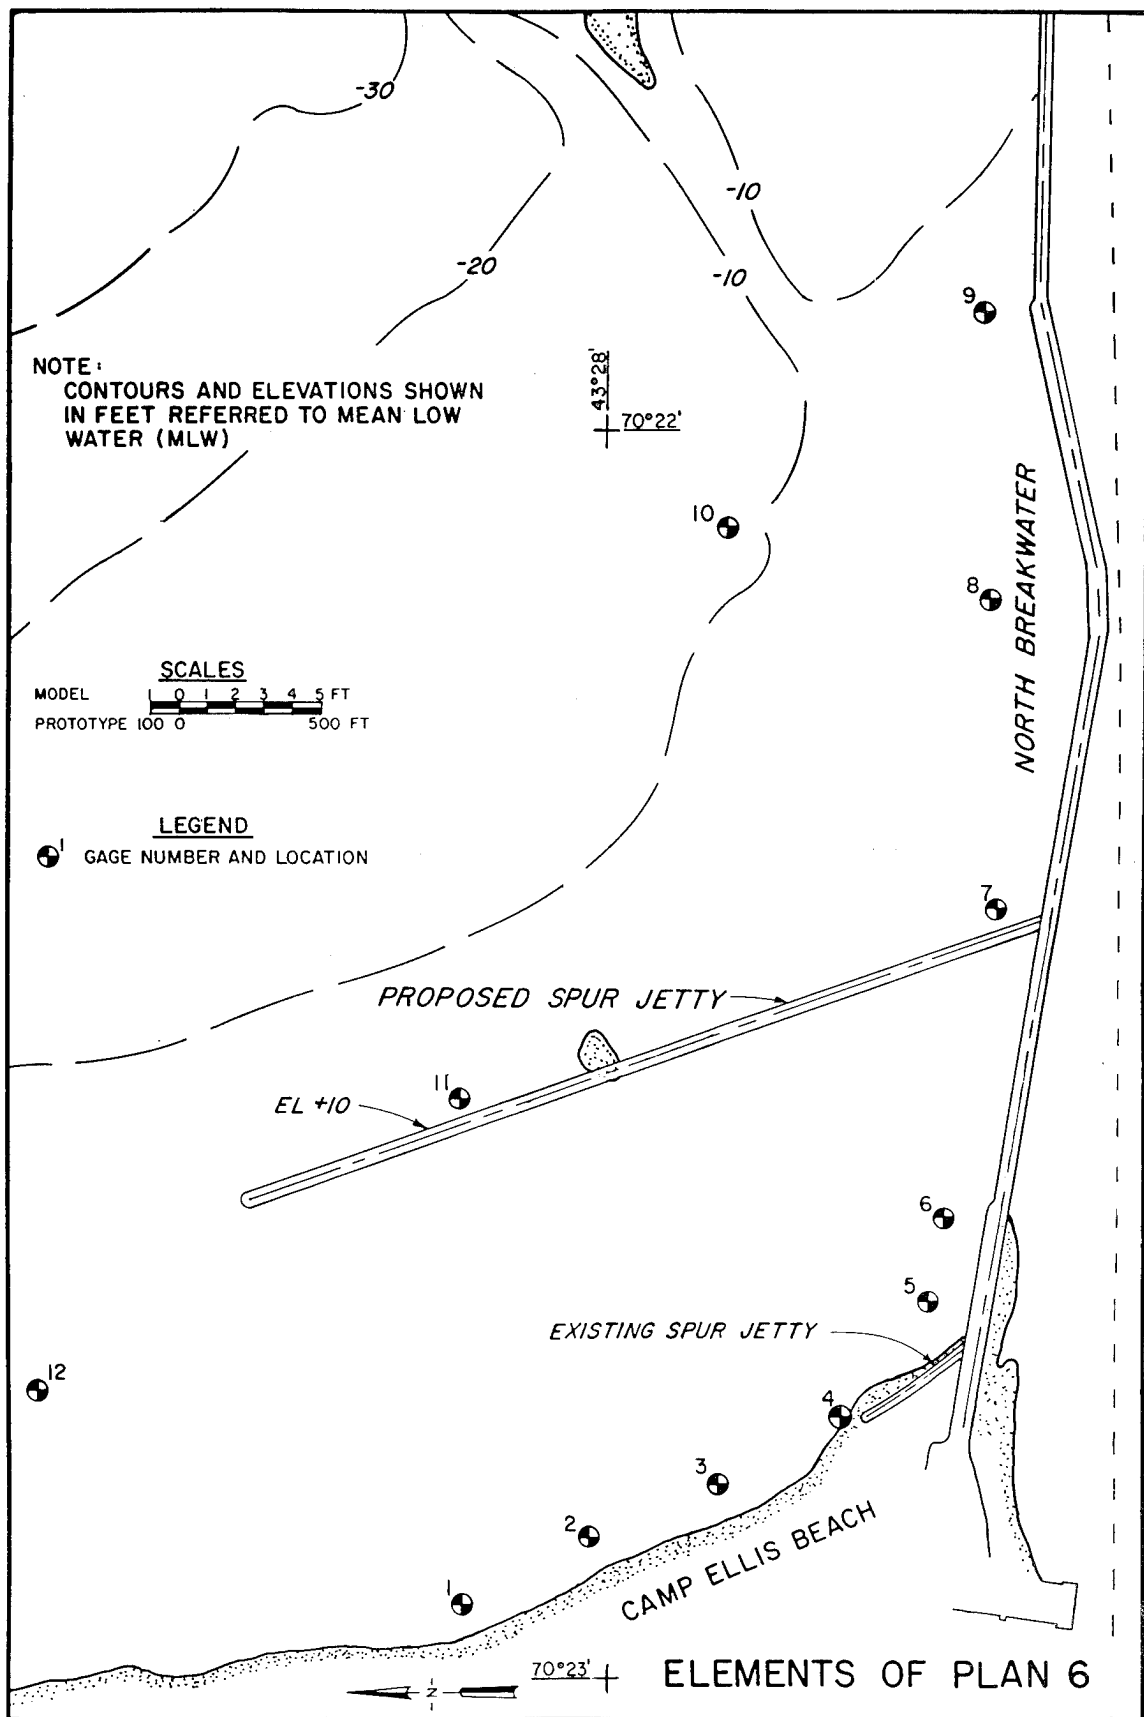 -30
-10
-20
-10
9
NOTE:
CONTOURS AND ELEVATIONS SHOWN
IN FEET REFERRED TO MEAN LOW
WATER (MLW)
43°28'
70°22'
10
8
NORTH BREAKWATER
SCALES
MODEL 1 0 1 2 3 4 5 FT
PROTOTYPE 100 0 500 FT
LEGEND
1 GAGE NUMBER AND LOCATION
7
PROPOSED SPUR JETTY
11
EL +10
6
5
EXISTING SPUR JETTY
12
4
3
2
1
CAMP ELLIS BEACH
70°23'
N
ELEMENTS OF PLAN 6